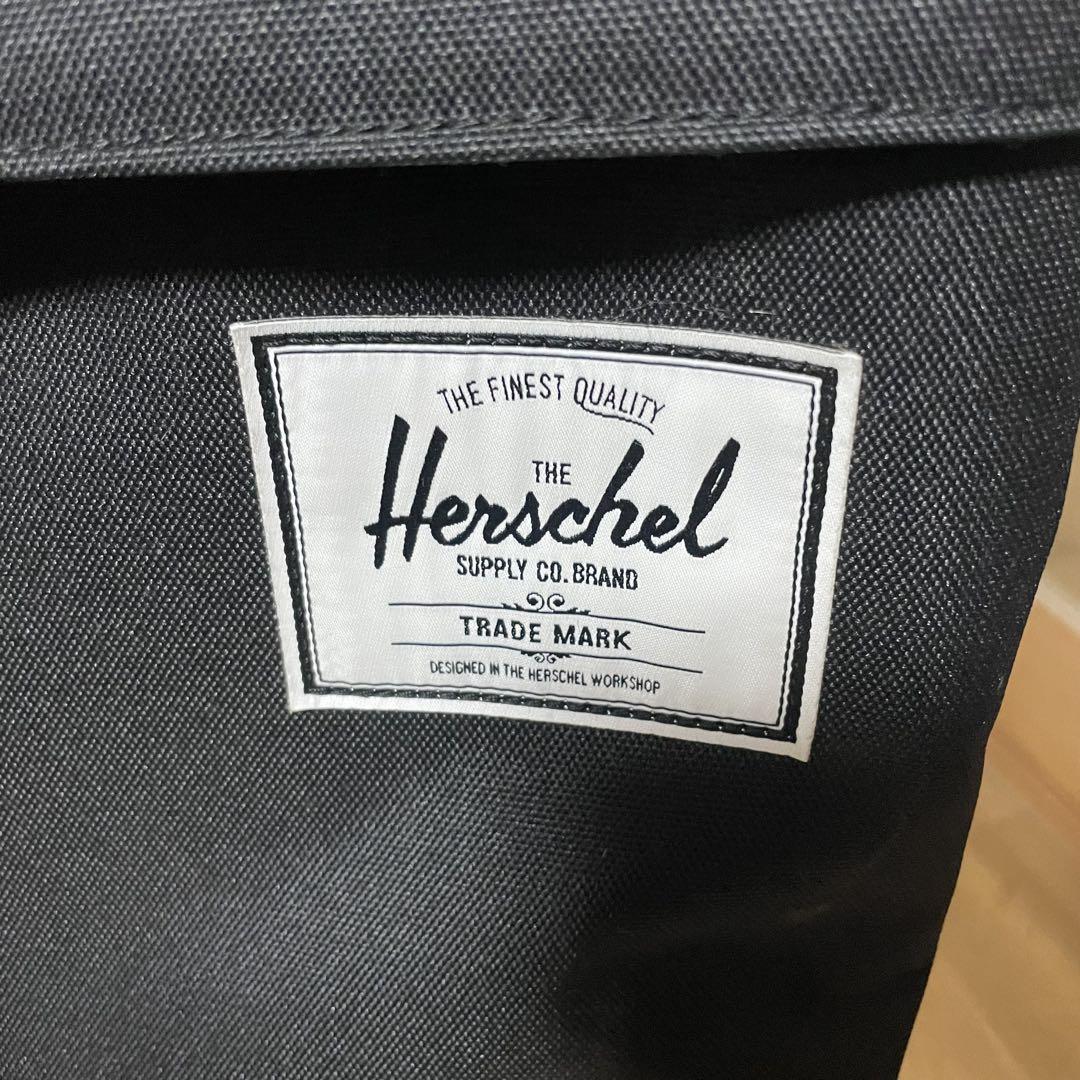 THE FINEST QUALITY
THE
Herschel
SUPPLY CO. BRAND
TRADE MARK
DESIGNED IN THE HERSCHEL WORKSHOP